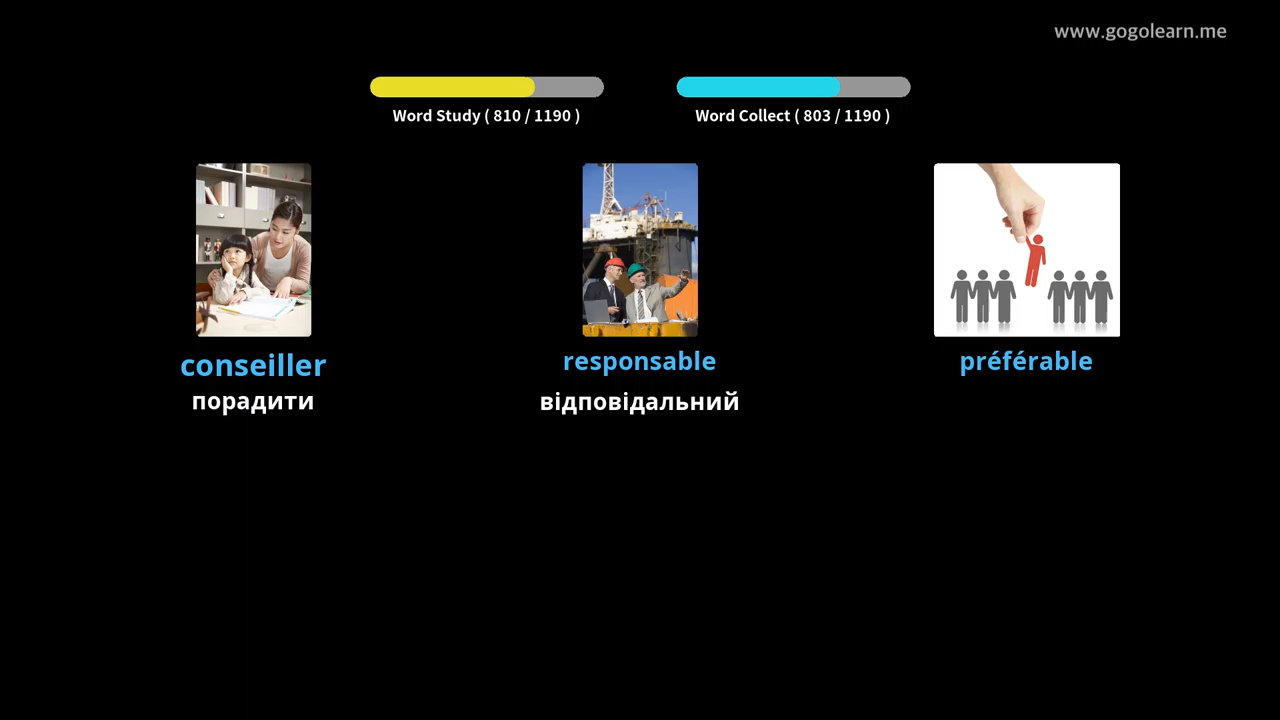 www.gogolearn.me
Word Study ( 810 / 1190 )
Word Collect ( 803 / 1190 )
conseiller
порадити
responsable
відповідальний
préférable